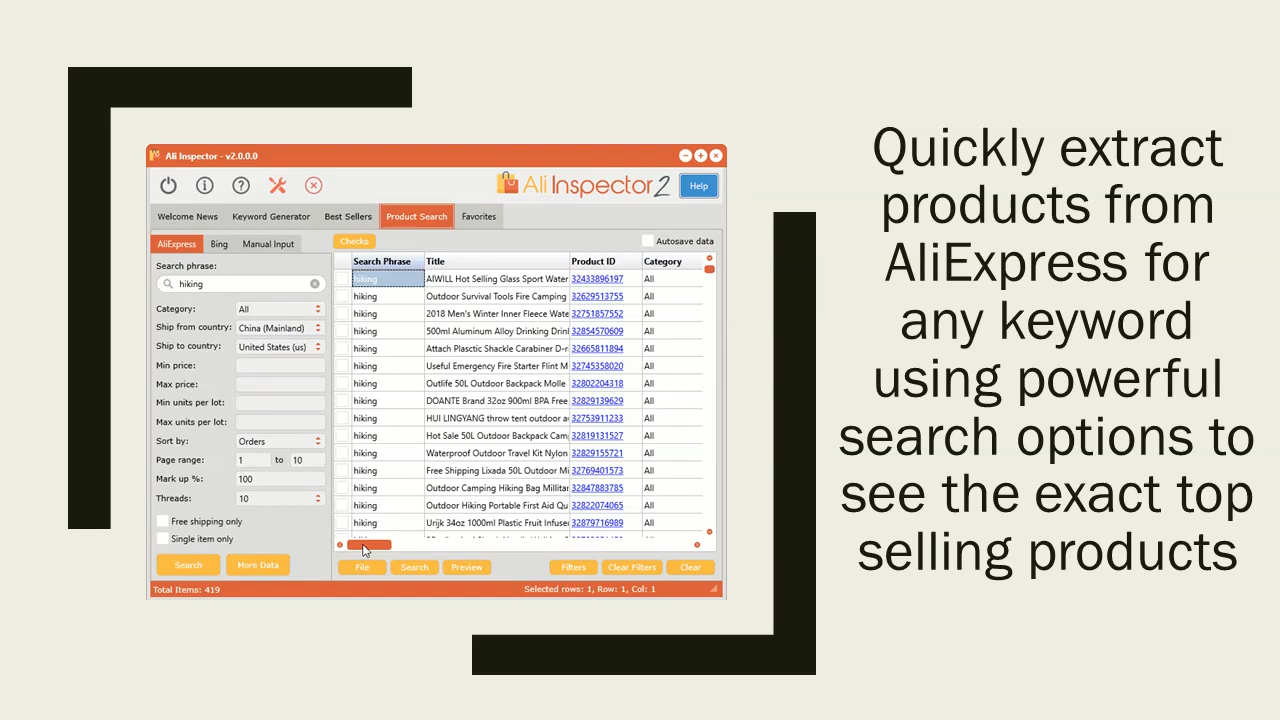 Ali Inspector - v2.0.0.0
Ali Inspector 2
Help
Welcome News Keyword Generator Best Sellers Product Search Favorites
AliExpress Bing Manual Input
Search phrase:
hiking
Category: All
Ship from country: China (Mainland)
Ship to country: United States (us)
Min price:
Max price:
Min units per lot:
Max units per lot:
Sort by: Orders
Page range: 1 to 10
Mark up %: 100
Threads: 10
Free shipping only
Single item only
Search More Data
Checks Autosave data
Search Phrase Title Product ID Category
hiking AIWILL Hot Selling Glass Sport Water 32433896197 All
hiking Outdoor Survival Tools Fire Camping 32629513755 All
hiking 2018 Men's Winter Inner Fleece Wate 32751857552 All
hiking 500ml Aluminum Alloy Drinking Drin 32854570609 All
hiking Attach Plasctic Shackle Carabiner D-r 32665811894 All
hiking Useful Emergency Fire Starter Flint M 32745358020 All
hiking Outlife 50L Outdoor Backpack Molle 32802204318 All
hiking DOANTE Brand 32oz 900ml BPA Free 32829139629 All
hiking HUI LINGYANG throw tent outdoor a 32753911233 All
hiking Hot Sale 50L Outdoor Backpack Cam 32819131527 All
hiking Waterproof Outdoor Travel Kit Nylon 32829155721 All
hiking Free Shipping Lixada 50L Outdoor Mi 32769401573 All
hiking Outdoor Camping Hiking Bag Militar 32847883785 All
hiking Outdoor Hiking Portable First Aid Qu 32822074065 All
hiking Urijk 34oz 1000ml Plastic Fruit Infuse 32879716989 All
File Search Preview Filters Clear Filters Clear
Total Items: 419 Selected rows: 1, Row: 1, Col: 1
Quickly extract
products from
AliExpress for
any keyword
using powerful
search options to
see the exact top
selling products